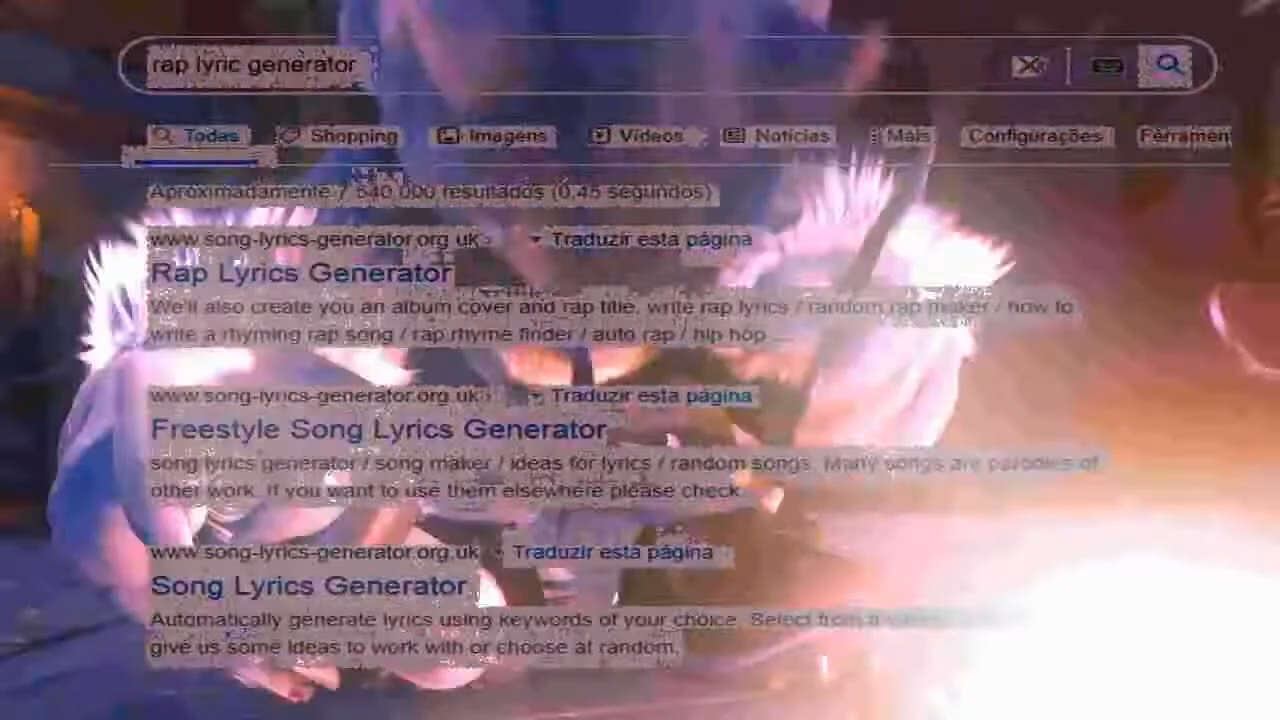 rap lyric generator
Todas Shopping Imagens Vídeos Notícias Mais Configurações Ferramen
Aproximadamente 7 640 000 resultados (0,45 segundos)
www.song-lyrics-generator.org.uk Traduzir esta página
Rap Lyrics Generator
We'll also create you an album cover and rap title. write rap lyrics / random rap maker / how to
write a rhyming rap song / rap rhyme finder / auto rap / hip hop ...
www.song-lyrics-generator.org.uk Traduzir esta página
Freestyle Song Lyrics Generator
song lyrics generator / song maker / ideas for lyrics / random songs. Many songs are parodies of
other work. If you want to use them elsewhere please check
www.song-lyrics-generator.org.uk Traduzir esta página
Song Lyrics Generator
Automatically generate lyrics using keywords of your choice. Select from a
give us some ideas to work with or choose at random.